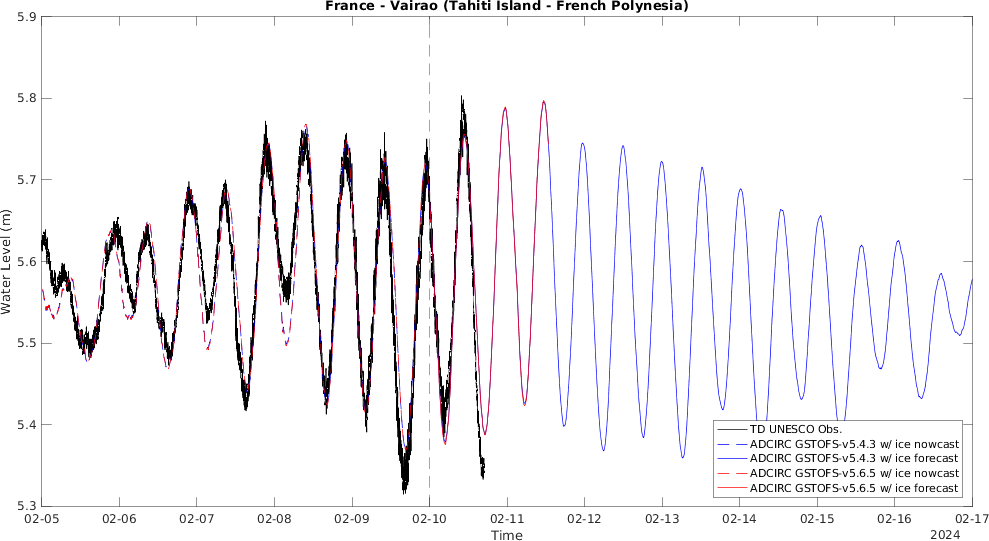 France - Vairao (Tahiti Island - French Polynesia)
5.9
5.8
5.7
5.6
5.5
5.4
5.3
Water Level (m)
TD UNESCO Obs.
ADCIRC GSTOFS-v5.4.3 w/ ice nowcast
ADCIRC GSTOFS-v5.4.3 w/ ice forecast
ADCIRC GSTOFS-v5.6.5 w/ ice nowcast
ADCIRC GSTOFS-v5.6.5 w/ ice forecast
02-05 02-06 02-07 02-08 02-09 02-10 02-11 02-12 02-13 02-14 02-15 02-16 02-17
Time 2024